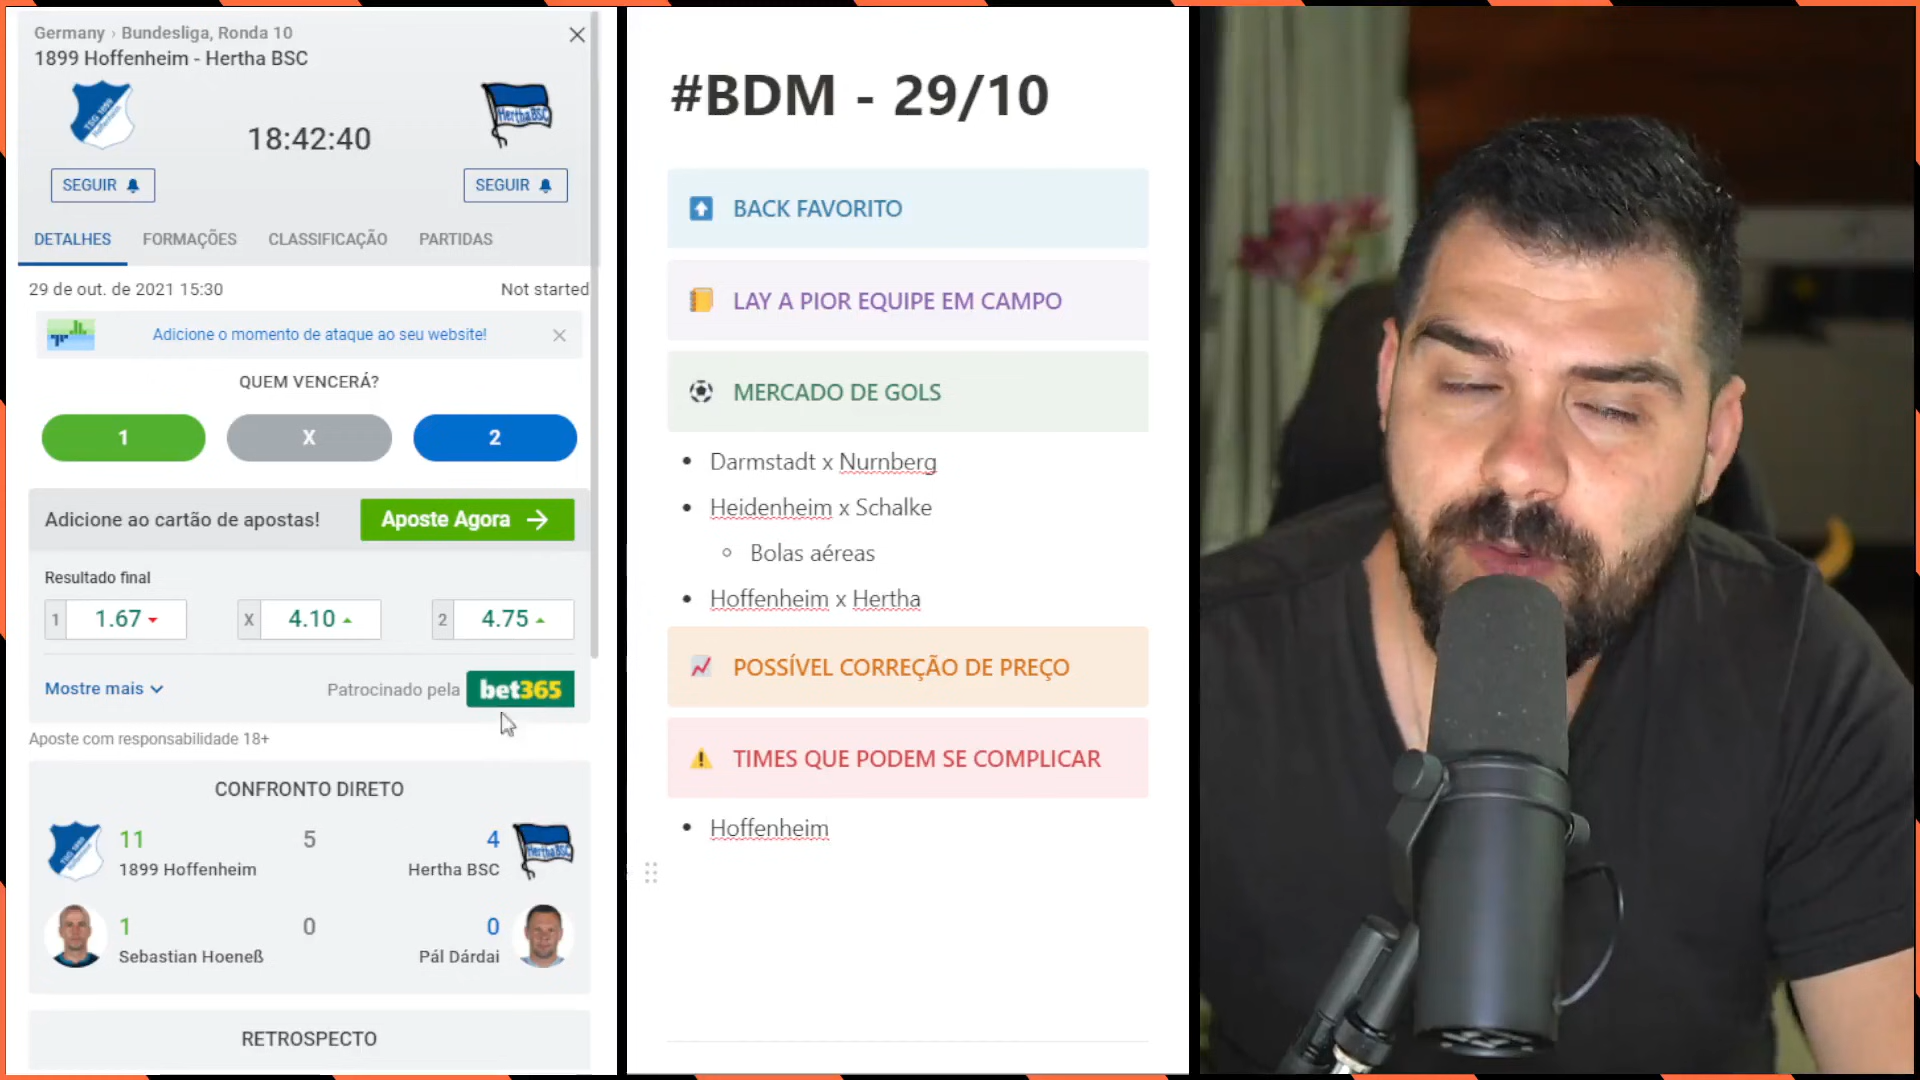 Germany › Bundesliga, Ronda 10
1899 Hoffenheim - Hertha BSC
18:42:40
SEGUIR
SEGUIR
DETALHES FORMAÇÕES CLASSIFICAÇÃO PARTIDAS
29 de out. de 2021 15:30 Not started
Adicione o momento de ataque ao seu website!
QUEM VENCERÁ?
1 X 2
Adicione ao cartão de apostas! Aposte Agora
Resultado final
1 1.67 X 4.10 2 4.75
Mostre mais Patrocinado pela bet365
Aposte com responsabilidade 18+
CONFRONTO DIRETO
11 5 4
1899 Hoffenheim Hertha BSC
1 0 0
Sebastian Hoeneß Pál Dárdai
RETROSPECTO
#BDM - 29/10
BACK FAVORITO
LAY A PIOR EQUIPE EM CAMPO
MERCADO DE GOLS
Darmstadt x Nurnberg
Heidenheim x Schalke
Bolas aéreas
Hoffenheim x Hertha
POSSÍVEL CORREÇÃO DE PREÇO
TIMES QUE PODEM SE COMPLICAR
Hoffenheim